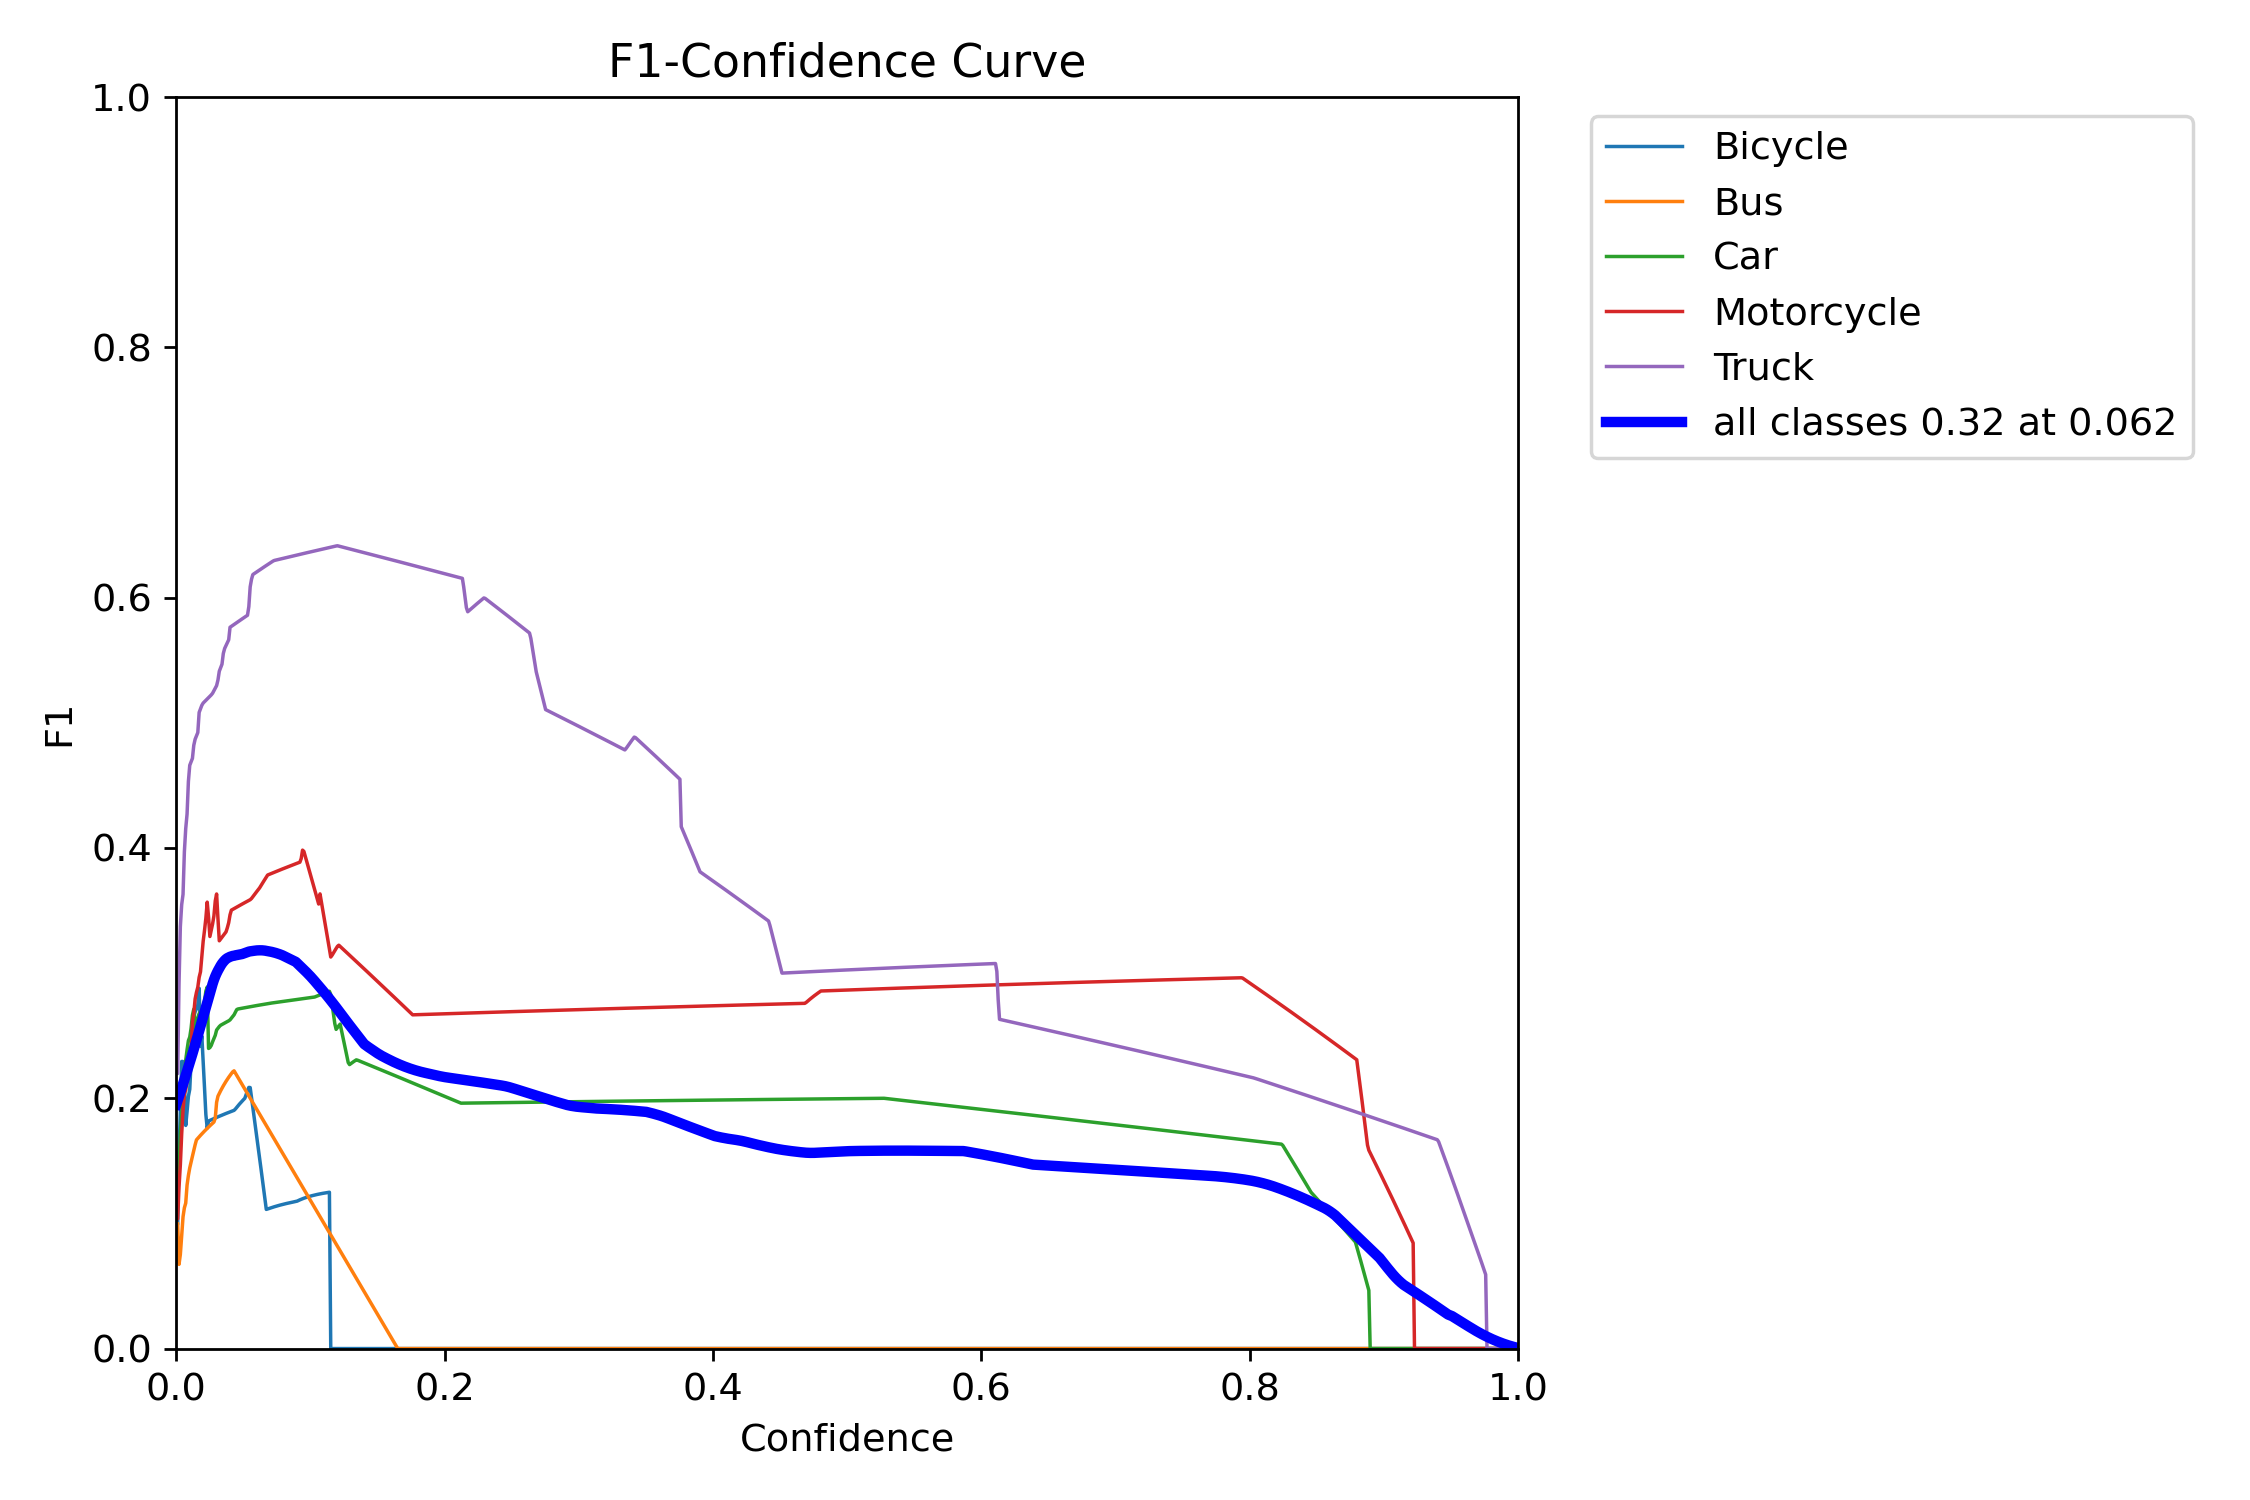 F1-Confidence Curve
1.0
0.8
0.6
0.4
0.2
0.0
F1
0.0 0.2 0.4 0.6 0.8 1.0
Confidence
Bicycle
Bus
Car
Motorcycle
Truck
all classes 0.32 at 0.062